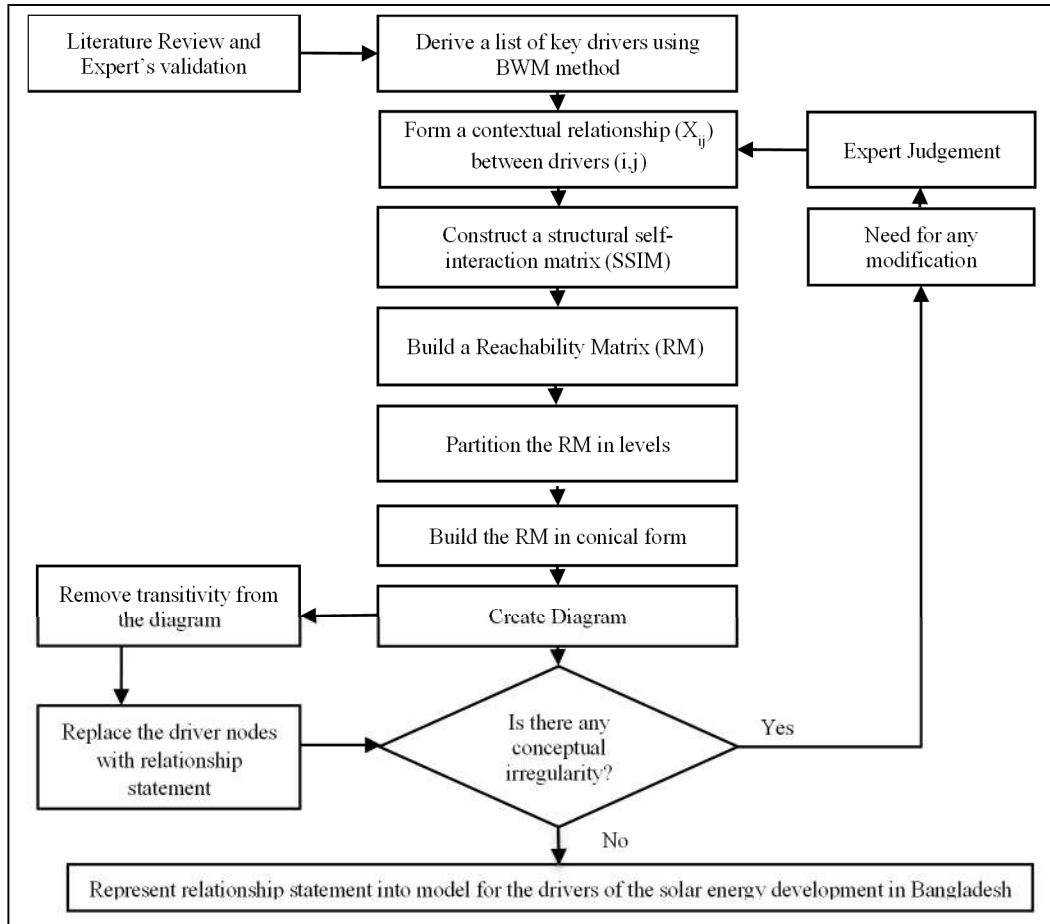 Literature Review and
Expert's validation
Derive a list of key drivers using
BWM method
Form a contextual relationship (Xij)
between drivers (i,j)
Expert Judgement
Construct a structural self-
interaction matrix (SSIM)
Need for any
modification
Build a Reachability Matrix (RM)
Partition the RM in levels
Build the RM in conical form
Remove transitivity from
the diagram
Create Diagram
Replace the driver nodes
with relationship
statement
Is there any
conceptual
irregularity?
Yes
No
Represent relationship statement into model for the drivers of the solar energy development in Bangladesh